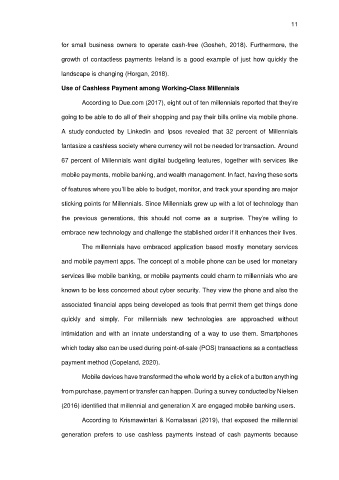 11
for small business owners to operate cash-free (Gosheh, 2018). Furthermore, the
growth of contactless payments Ireland is a good example of just how quickly the
landscape is changing (Horgan, 2018).
Use of Cashless Payment among Working-Class Millennials
According to Due.com (2017), eight out of ten millennials reported that they're
going to be able to do all of their shopping and pay their bills online via mobile phone.
A study conducted by Linkedin and Ipsos revealed that 32 percent of Millennials
fantasize a cashless society where currency will not be needed for transaction. Around
67 percent of Millennials want digital budgeting features, together with services like
mobile payments, mobile banking, and wealth management. In fact, having these sorts
of features where you'll be able to budget, monitor, and track your spending are major
sticking points for Millennials. Since Millennials grew up with a lot of technology than
the previous generations, this should not come as a surprise. They're willing to
embrace new technology and challenge the stablished order if it enhances their lives.
The millennials have embraced application based mostly monetary services
and mobile payment apps. The concept of a mobile phone can be used for monetary
services like mobile banking, or mobile payments could charm to millennials who are
known to be less concerned about cyber security. They view the phone and also the
associated financial apps being developed as tools that permit them get things done
quickly and simply. For millennials new technologies are approached without
intimidation and with an innate understanding of a way to use them. Smartphones
which today also can be used during point-of-sale (POS) transactions as a contactless
payment method (Copeland, 2020).
Mobile devices have transformed the whole world by a click of a button anything
from purchase, payment or transfer can happen. During a survey conducted by Nielsen
(2016) identified that millennial and generation X are engaged mobile banking users.
According to Krismawintari & Komalasari (2019), that exposed the millennial
generation prefers to use cashless payments instead of cash payments because